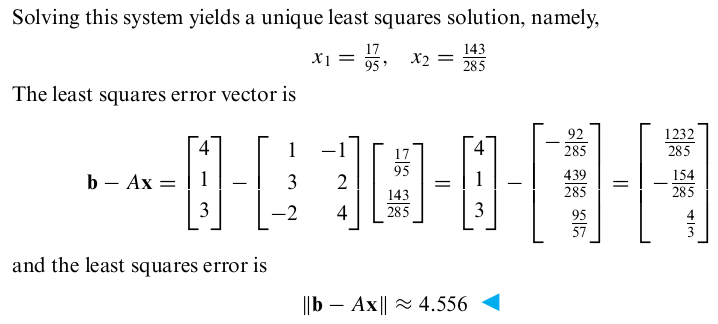 Solving this system yields a unique least squares solution, namely,
x₁ = 17/95, x₂ = 143/285
The least squares error vector is
b − Ax = [4; 1; 3] − [1 −1; 3 2; −2 4] [17/95; 143/285] = [4; 1; 3] − [−92/285; 439/285; 95/57] = [1232/285; −154/285; 4/3]
and the least squares error is
‖b − Ax‖ ≈ 4.556